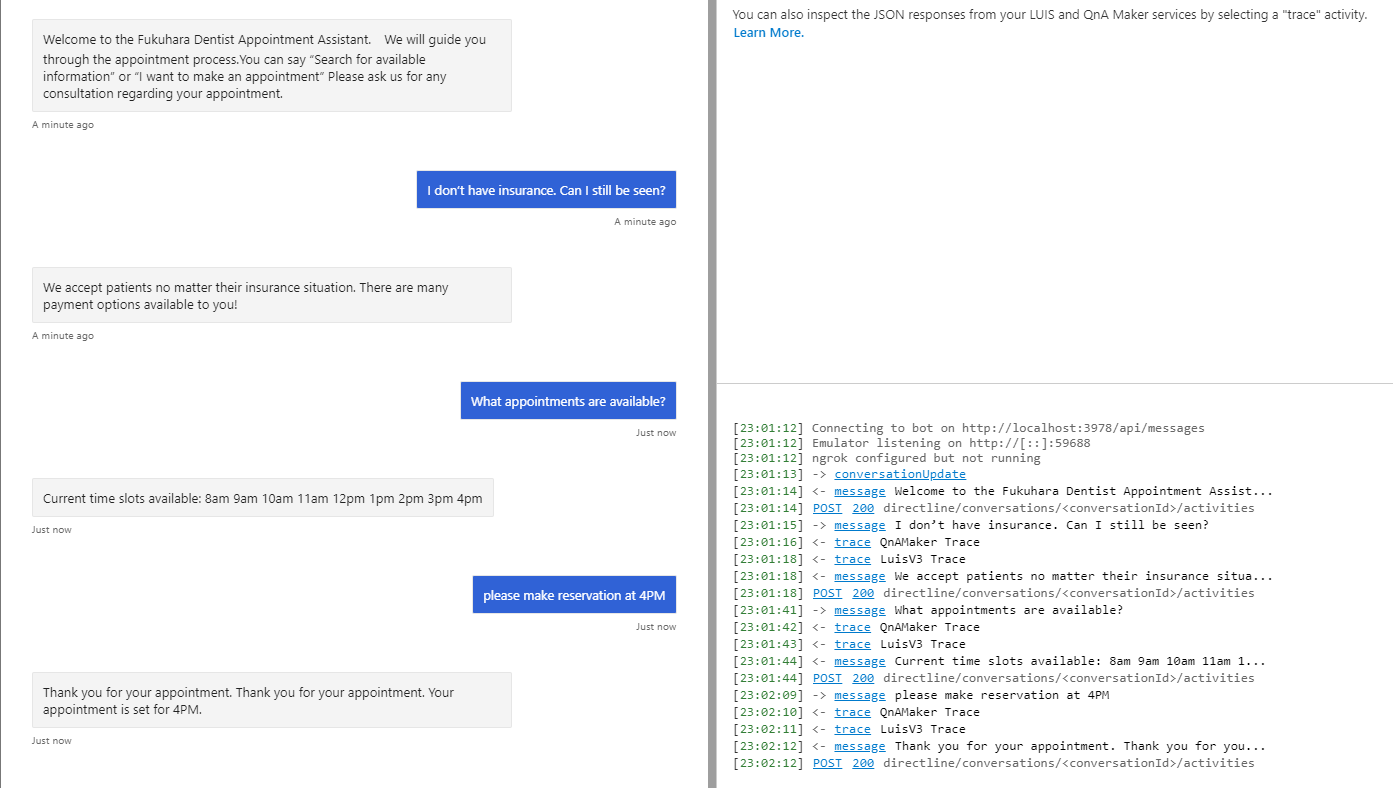 Welcome to the Fukuhara Dentist Appointment Assistant.　We will guide you
through the appointment process.You can say “Search for available
information” or “I want to make an appointment” Please ask us for any
consultation regarding your appointment.
A minute ago
I don’t have insurance. Can I still be seen?
A minute ago
We accept patients no matter their insurance situation. There are many
payment options available to you!
A minute ago
What appointments are available?
Just now
Current time slots available: 8am 9am 10am 11am 12pm 1pm 2pm 3pm 4pm
Just now
please make reservation at 4PM
Just now
Thank you for your appointment. Thank you for your appointment. Your
appointment is set for 4PM.
Just now
You can also inspect the JSON responses from your LUIS and QnA Maker services by selecting a "trace" activity.
Learn More.
[23:01:12] Connecting to bot on http://localhost:3978/api/messages
[23:01:12] Emulator listening on http://[::]:59688
[23:01:12] ngrok configured but not running
[23:01:13] -> conversationUpdate
[23:01:14] <- message Welcome to the Fukuhara Dentist Appointment Assist...
[23:01:14] POST 200 directline/conversations/<conversationId>/activities
[23:01:15] -> message I don’t have insurance. Can I still be seen?
[23:01:16] <- trace QnAMaker Trace
[23:01:18] <- trace LuisV3 Trace
[23:01:18] <- message We accept patients no matter their insurance situa...
[23:01:18] POST 200 directline/conversations/<conversationId>/activities
[23:01:41] -> message What appointments are available?
[23:01:42] <- trace QnAMaker Trace
[23:01:43] <- trace LuisV3 Trace
[23:01:44] <- message Current time slots available: 8am 9am 10am 11am 1...
[23:01:44] POST 200 directline/conversations/<conversationId>/activities
[23:02:09] -> message please make reservation at 4PM
[23:02:10] <- trace QnAMaker Trace
[23:02:11] <- trace LuisV3 Trace
[23:02:12] <- message Thank you for your appointment. Thank you for you...
[23:02:12] POST 200 directline/conversations/<conversationId>/activities